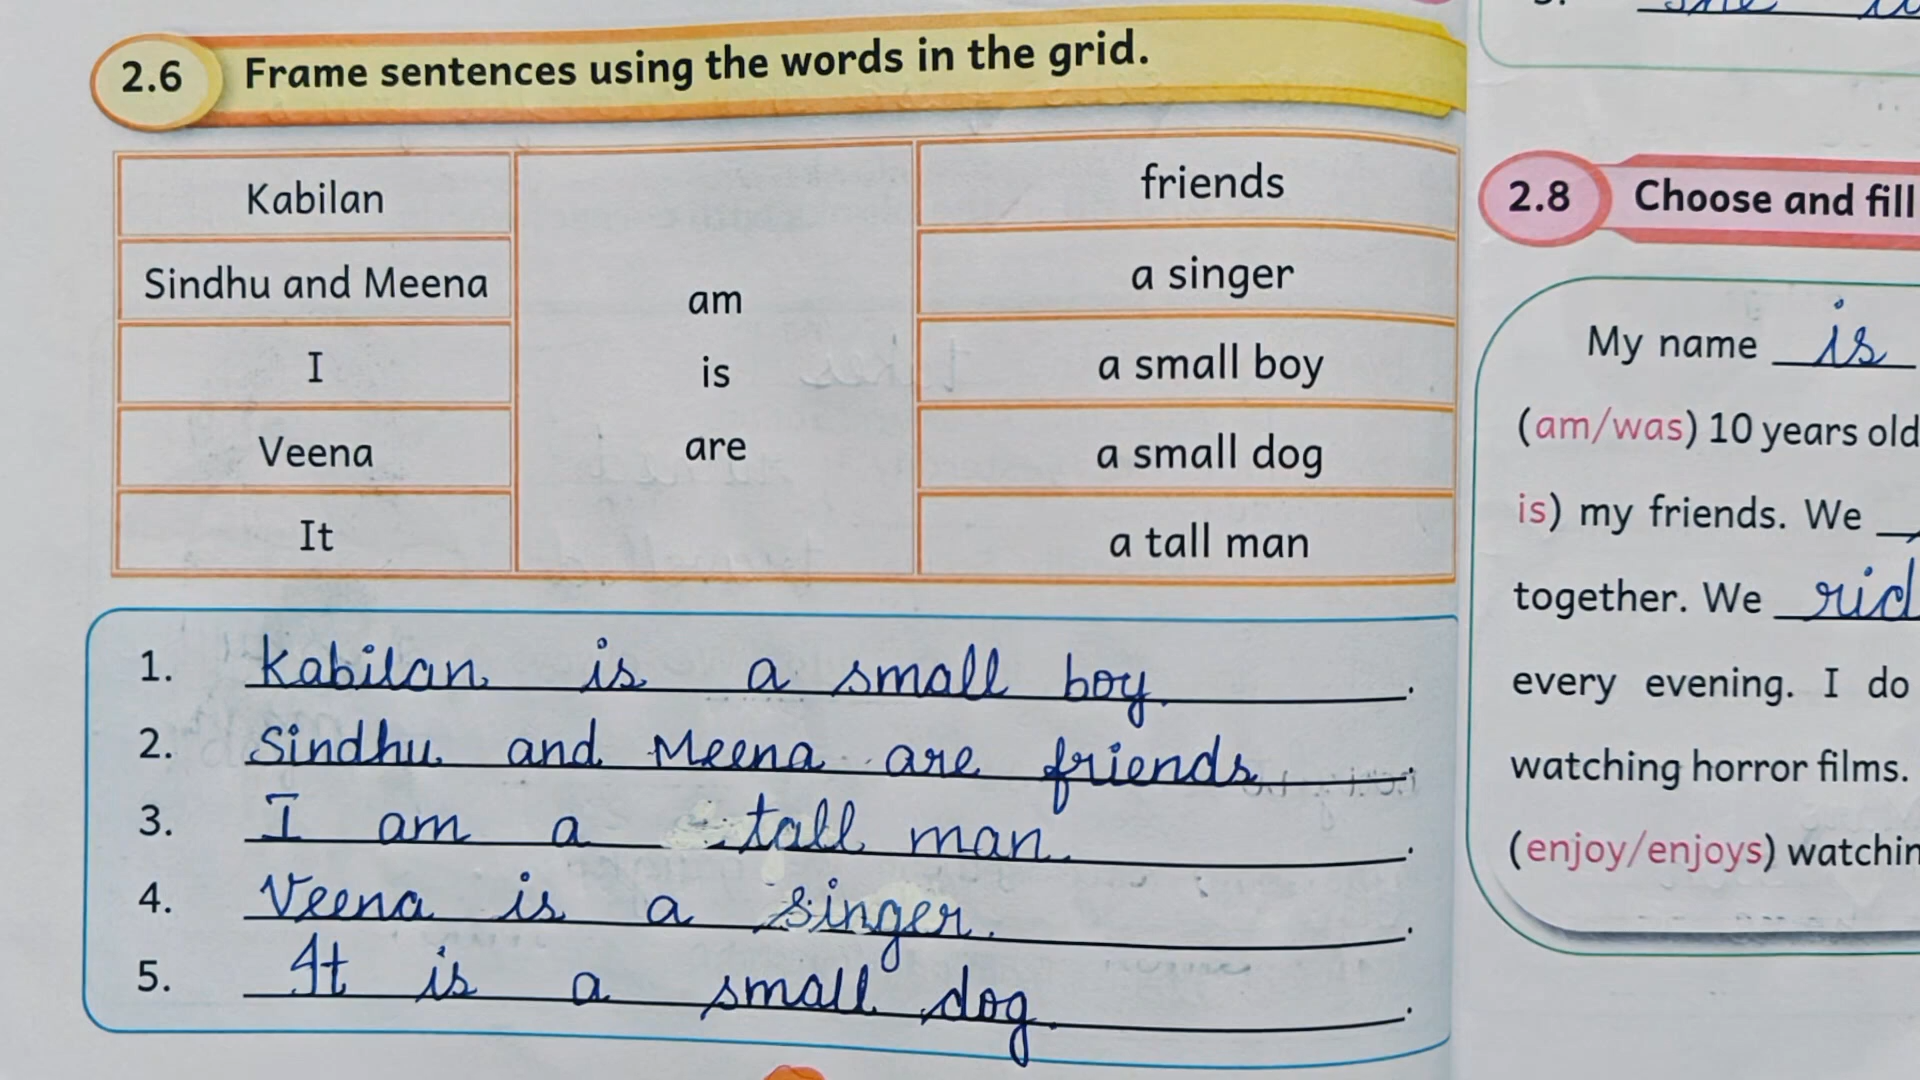 2.6 Frame sentences using the words in the grid.
Kabilan
Sindhu and Meena
I
Veena
It
am
is
are
friends
a singer
a small boy
a small dog
a tall man
1. Kabilan is a small boy.
2. Sindhu and Meena are friends.
3. I am a tall man.
4. Veena is a singer.
5. It is a small dog.
2.8 Choose and fill
My name is
(am/was) 10 years old
is) my friends. We
together. We rid
every evening. I do
watching horror films.
(enjoy/enjoys) watchin